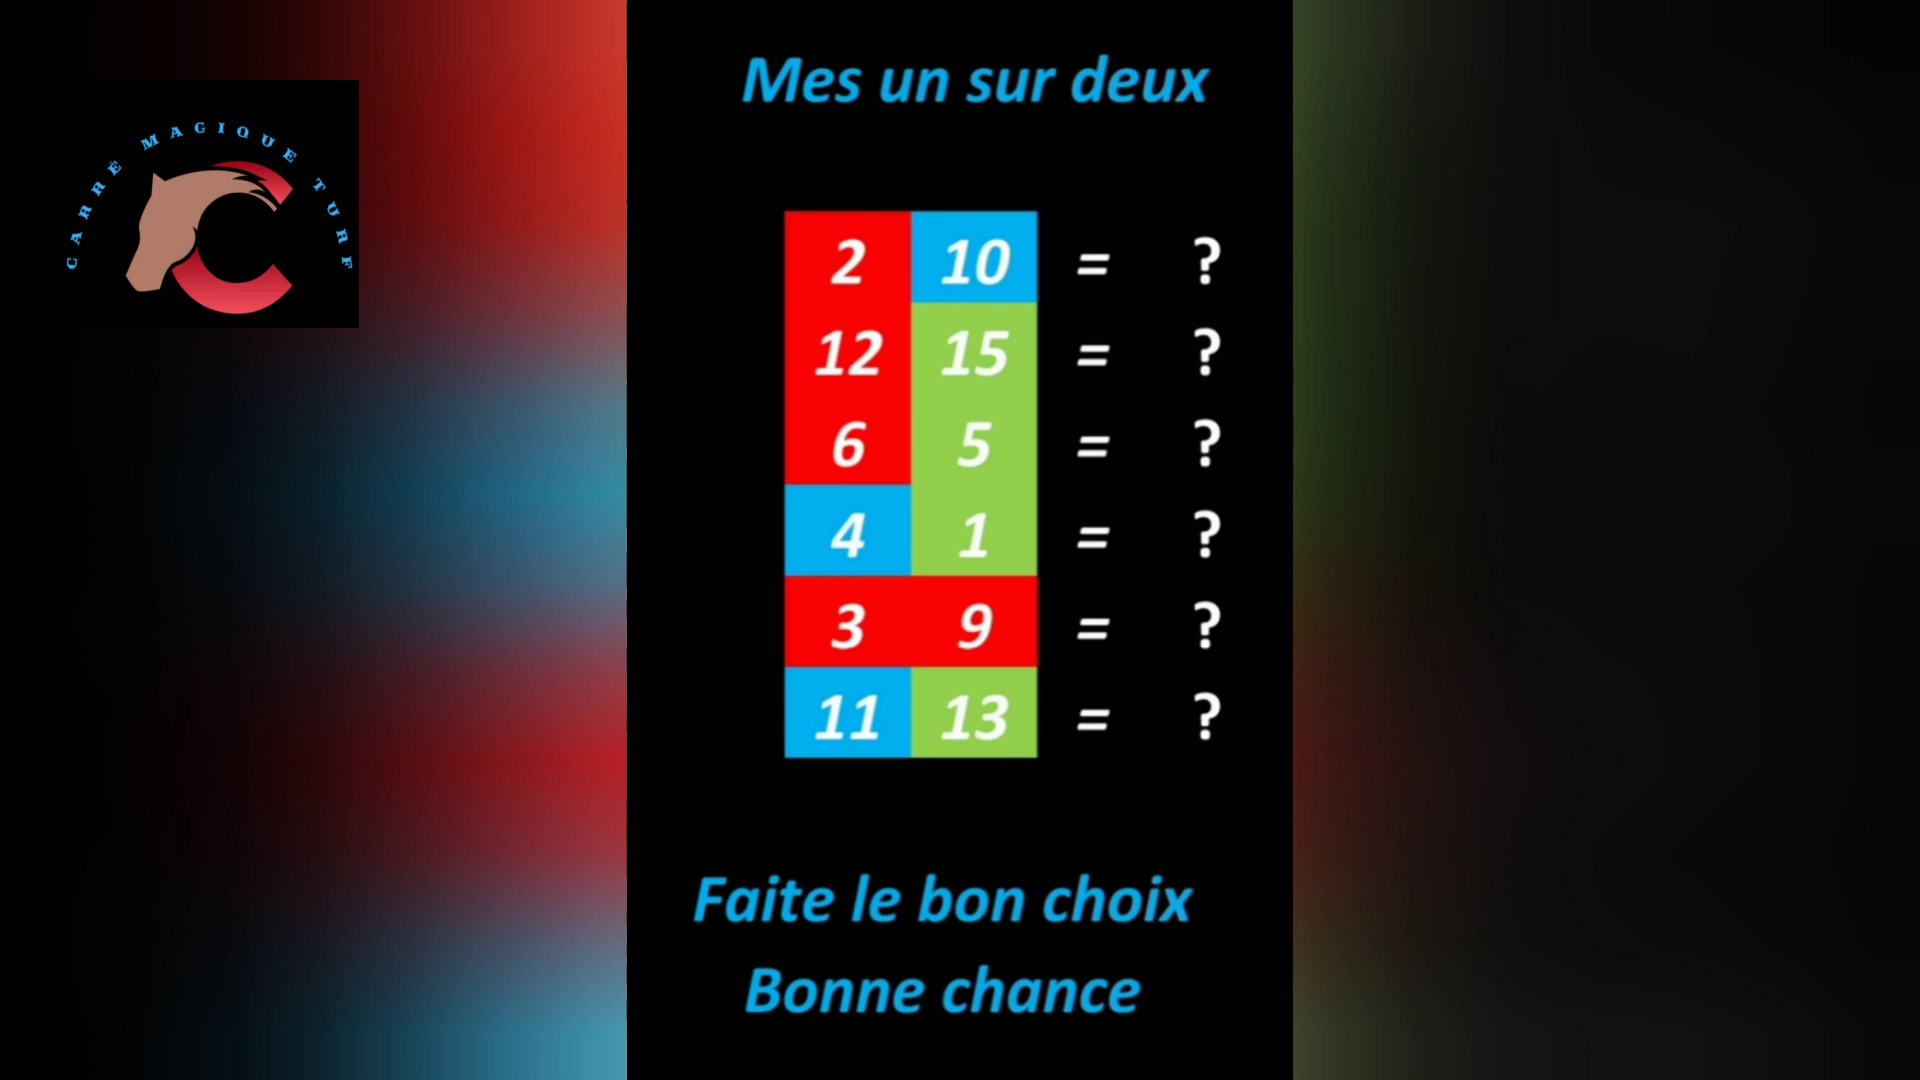 CARRÉ MAGIQUE TURF
Mes un sur deux
2 10 = ?
12 15 = ?
6 5 = ?
4 1 = ?
3 9 = ?
11 13 = ?
Faite le bon choix
Bonne chance